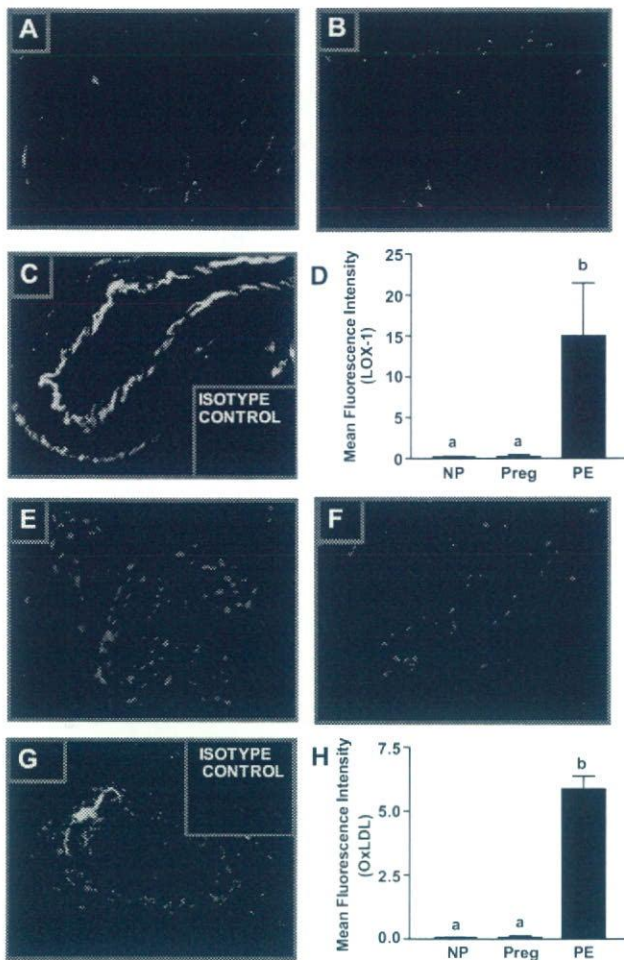 A
B
C
ISOTYPE
CONTROL
D
Mean Fluorescence Intensity
(LOX-1)
25
20
15
10
5
0
a
a
b
NP
Preg
PE
E
F
G
ISOTYPE
CONTROL
H
Mean Fluorescence Intensity
(OxLDL)
7.5
5.0
2.5
0.0
a
a
b
NP
Preg
PE